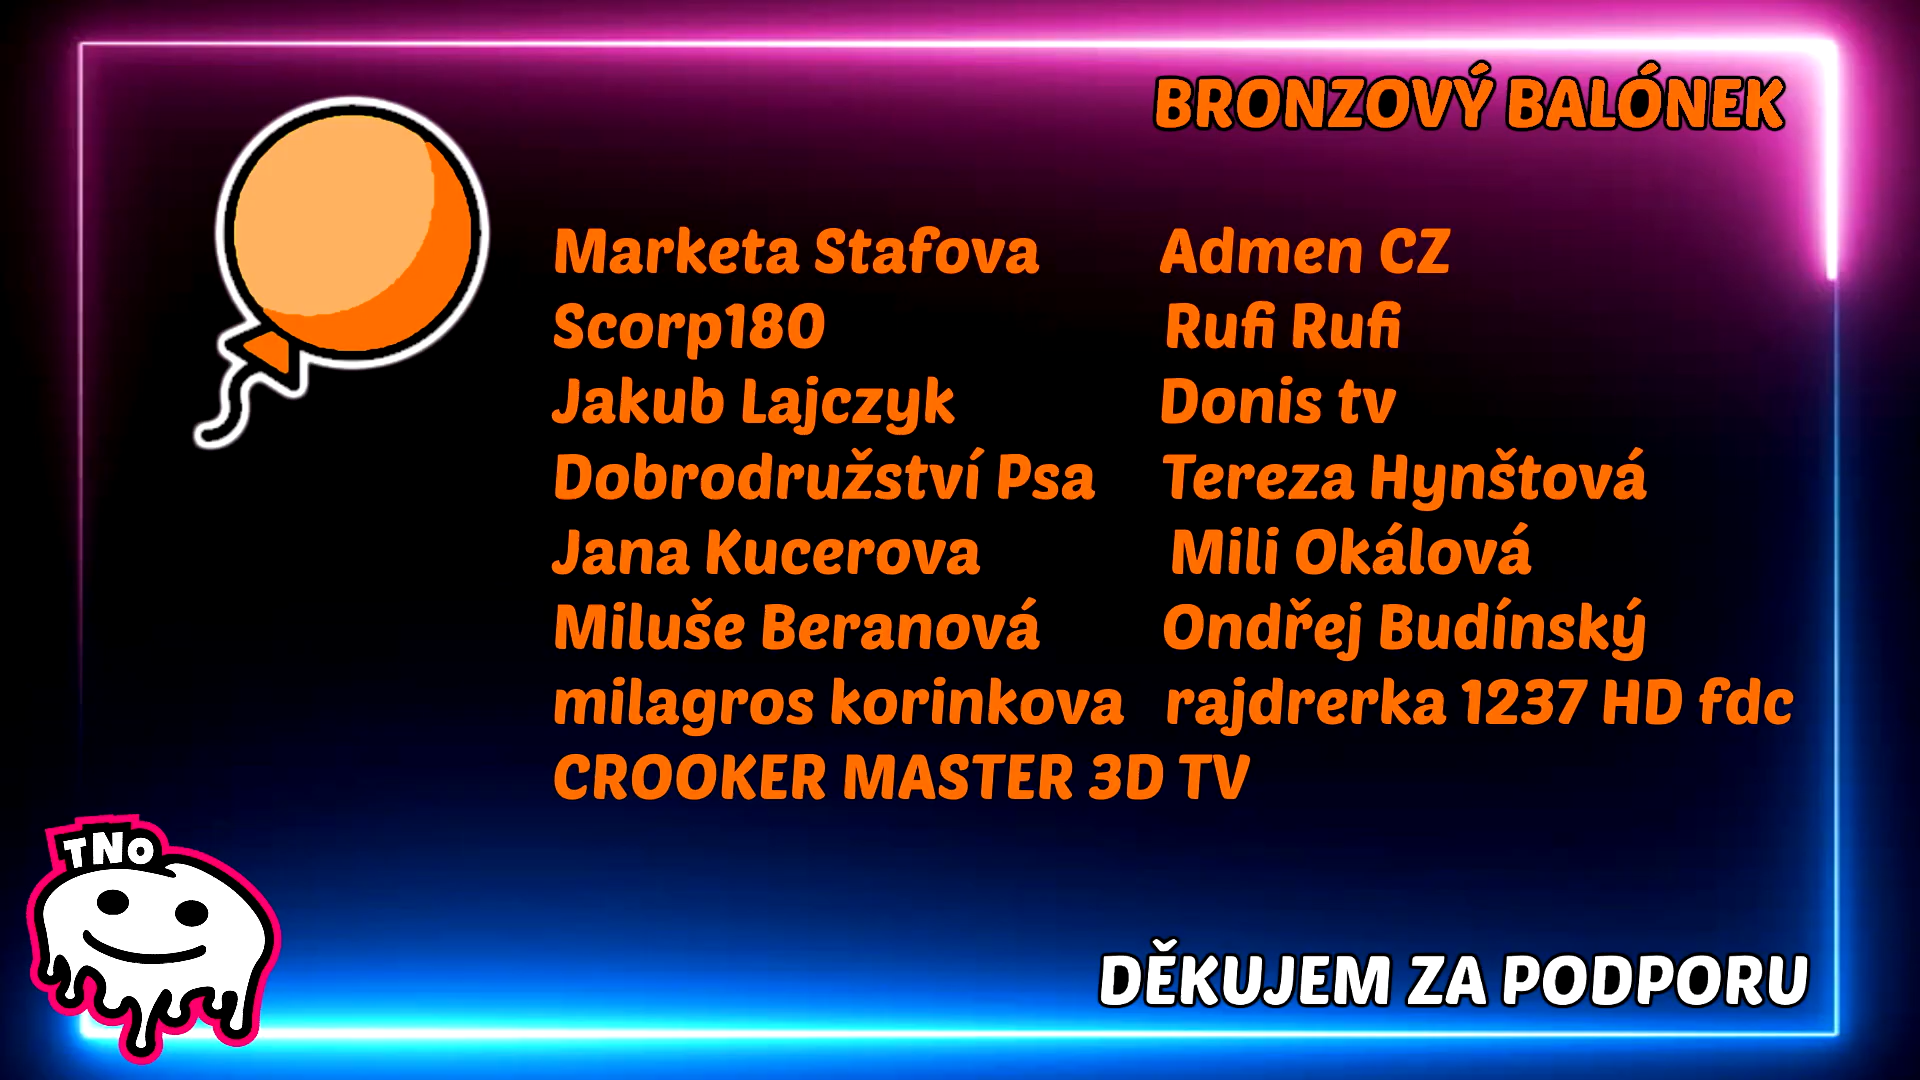 BRONZOVÝ BALÓNEK
Marketa Stafova
Scorp180
Jakub Lajczyk
Dobrodružství Psa
Jana Kucerova
Miluše Beranová
milagros korinkova
CROOKER MASTER 3D TV
Admen CZ
Rufi Rufi
Donis tv
Tereza Hynštová
Mili Okálová
Ondřej Budínský
rajdrerka 1237 HD fdc
TNO
DĚKUJEM ZA PODPORU